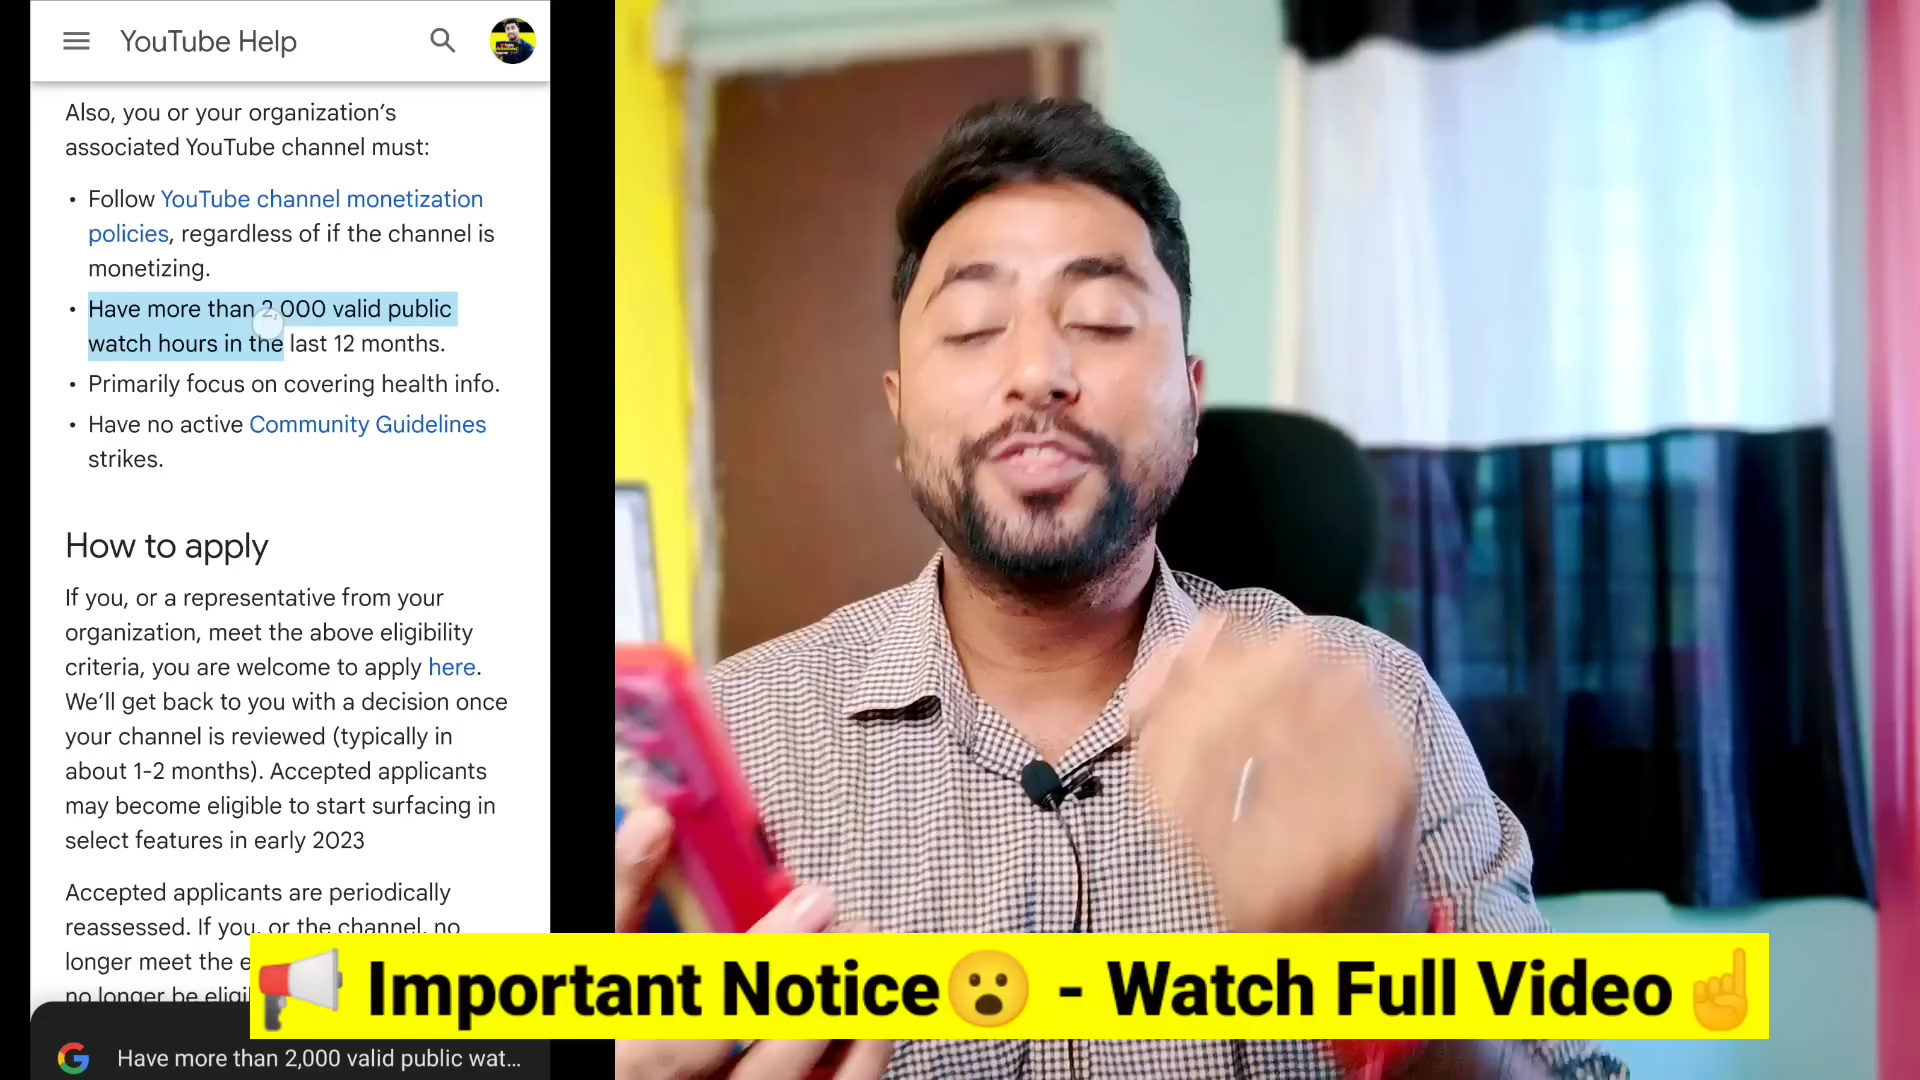 YouTube Help
Also, you or your organization’s
associated YouTube channel must:
• Follow YouTube channel monetization
policies, regardless of if the channel is
monetizing.
• Have more than 2,000 valid public
watch hours in the last 12 months.
• Primarily focus on covering health info.
• Have no active Community Guidelines
strikes.
How to apply
If you, or a representative from your
organization, meet the above eligibility
criteria, you are welcome to apply here.
We’ll get back to you with a decision once
your channel is reviewed (typically in
about 1-2 months). Accepted applicants
may become eligible to start surfacing in
select features in early 2023
Accepted applicants are periodically
reassessed. If you, or the channel, no
longer meet the
no longer be
📢 Important Notice😮 - Watch Full Video☝
Have more than 2,000 valid public wat...